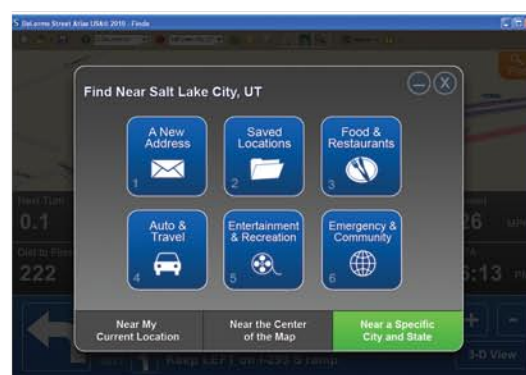 DeLorme Street Atlas USA® 2010 - Finds
Find Near Salt Lake City, UT
X
A New
Address
1
Saved
Locations
2
Food &
Restaurants
3
Auto &
Travel
4
Entertainment
& Recreation
5
Emergency &
Community
6
Next Turn
0.1
26
222
:13
Near My
Current Location
Near the Center
of the Map
Near a Specific
City and State
Keep LEFT on I-295 S ramp
3-D View